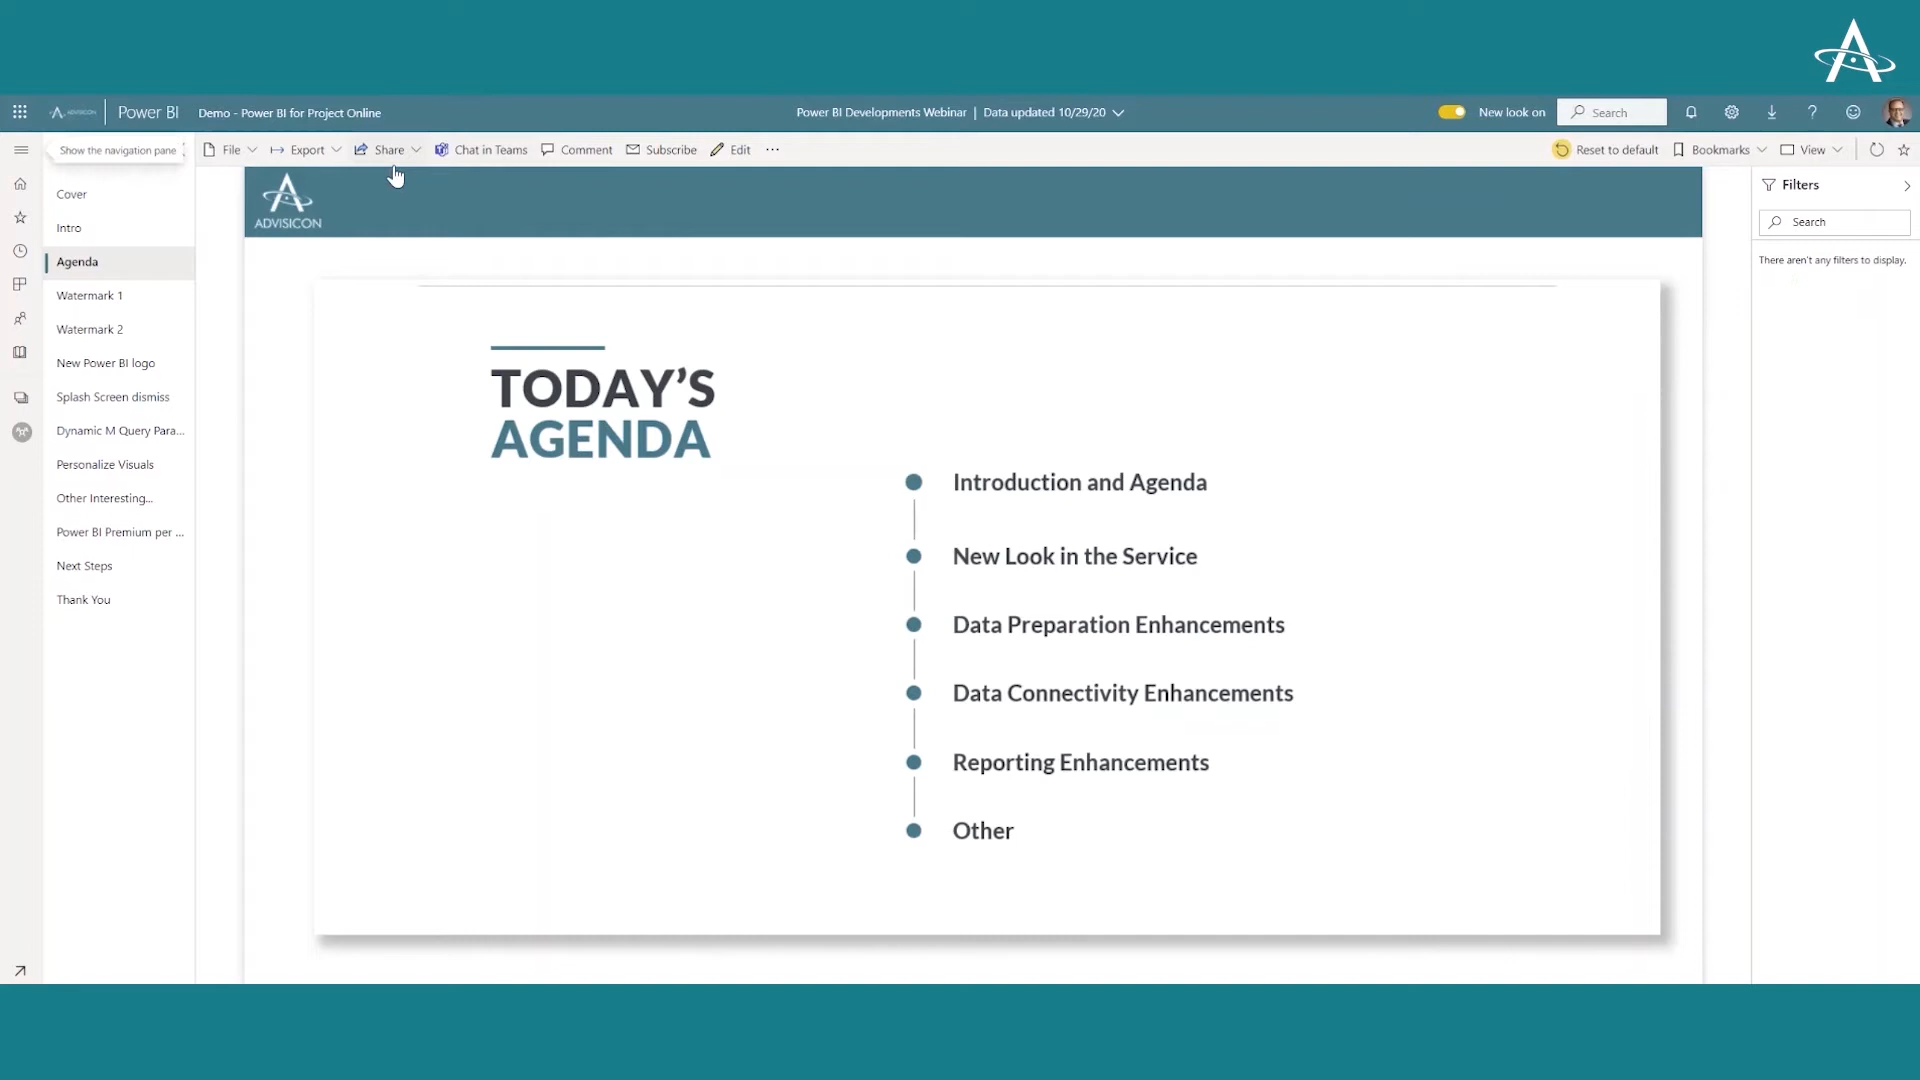 ADVISICON Power BI Demo - Power BI for Project Online Power BI Developments Webinar | Data updated 10/29/20 New look on Search
Show the navigation pane File Export Share Chat in Teams Comment Subscribe Edit ... Reset to default Bookmarks View
Cover
Intro
Agenda
Watermark 1
Watermark 2
New Power BI logo
Splash Screen dismiss
Dynamic M Query Para...
Personalize Visuals
Other Interesting...
Power BI Premium per ...
Next Steps
Thank You
ADVISICON
TODAY'S
AGENDA
Introduction and Agenda
New Look in the Service
Data Preparation Enhancements
Data Connectivity Enhancements
Reporting Enhancements
Other
Filters
Search
There aren't any filters to display.